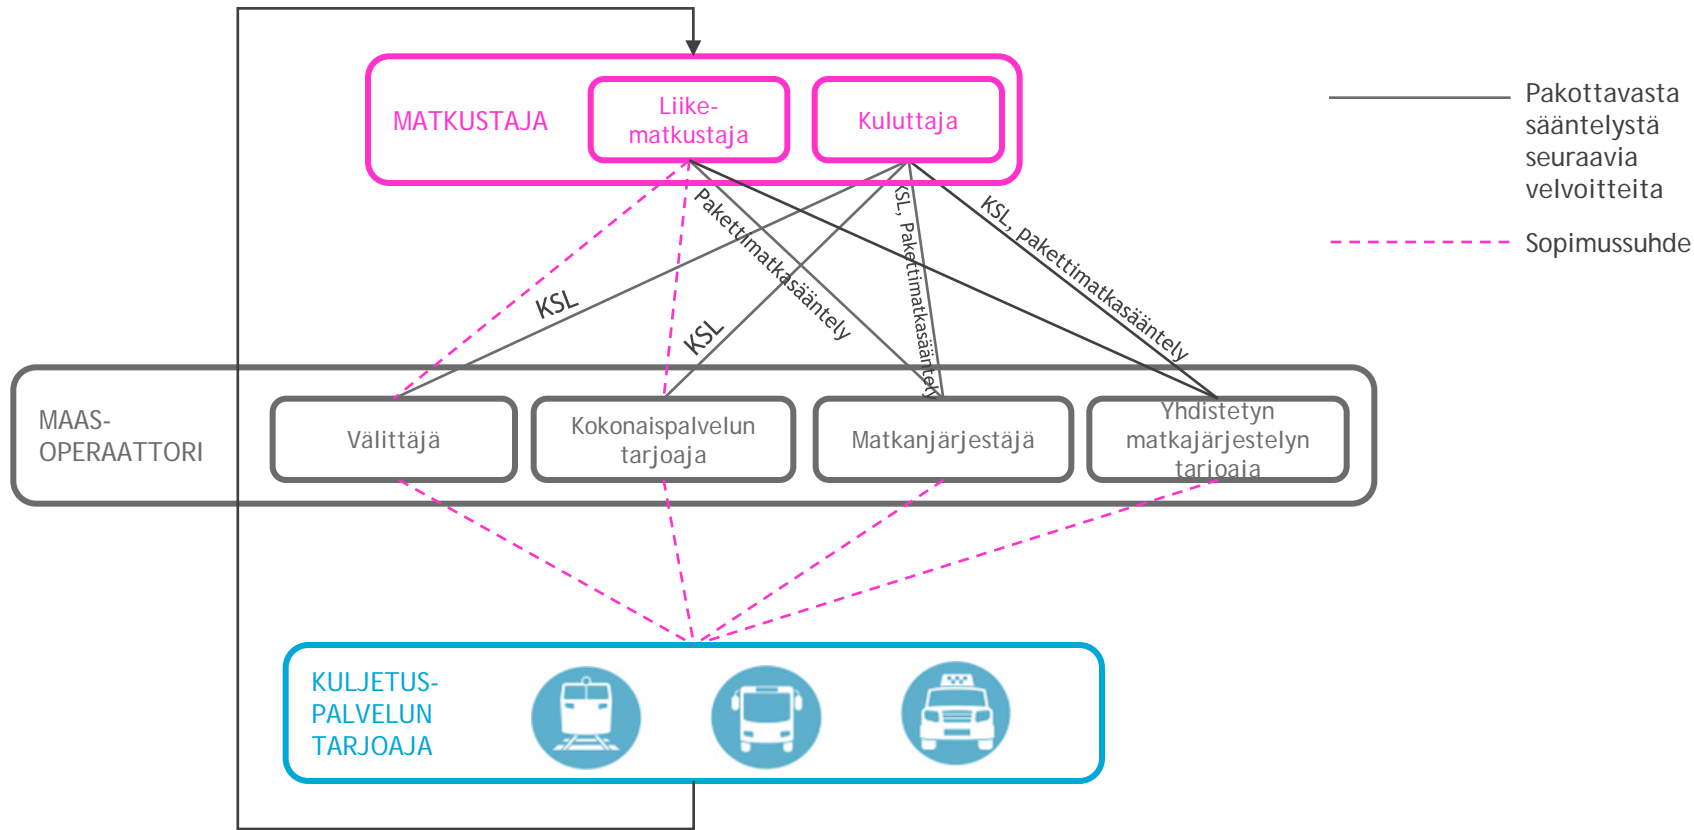 MATKUSTAJA
Liike-
matkustaja
Kuluttaja
Pakottavasta
sääntelystä
seuraavia
velvoitteita
Sopimussuhde
KSL
KSL
Pakettimatkasääntely
KSL, Pakettimatkasääntely
KSL, pakettimatkasääntely
MAAS-
OPERAATTORI
Välittäjä
Kokonaispalvelun
tarjoaja
Matkanjärjestäjä
Yhdistetyn
matkajärjestelyn
tarjoaja
KULJETUS-
PALVELUN
TARJOAJA